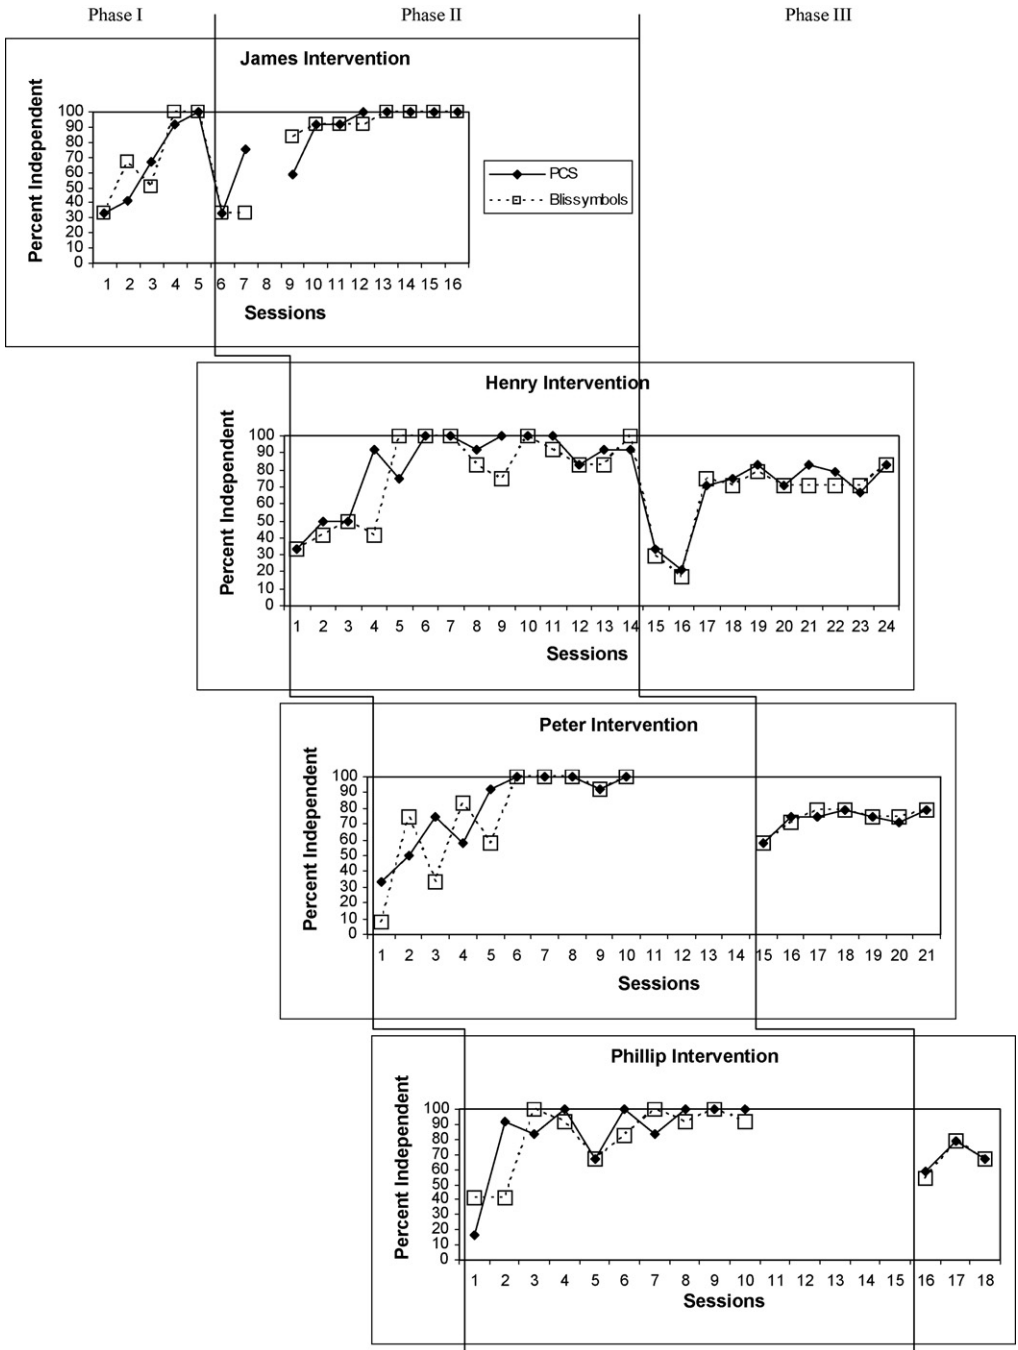 Phase I Phase II Phase III
James Intervention
Percent Independent
100
90
80
70
60
50
40
30
20
10
0
1 2 3 4 5 6 7 8 9 10 11 12 13 14 15 16
Sessions
PCS
Blissymbols
Henry Intervention
Percent Independent
100
90
80
70
60
50
40
30
20
10
0
1 2 3 4 5 6 7 8 9 10 11 12 13 14 15 16 17 18 19 20 21 22 23 24
Sessions
Peter Intervention
Percent Independent
100
90
80
70
60
50
40
30
20
10
0
1 2 3 4 5 6 7 8 9 10 11 12 13 14 15 16 17 18 19 20 21
Sessions
Phillip Intervention
Percent Independent
100
90
80
70
60
50
40
30
20
10
0
1 2 3 4 5 6 7 8 9 10 11 12 13 14 15 16 17 18
Sessions